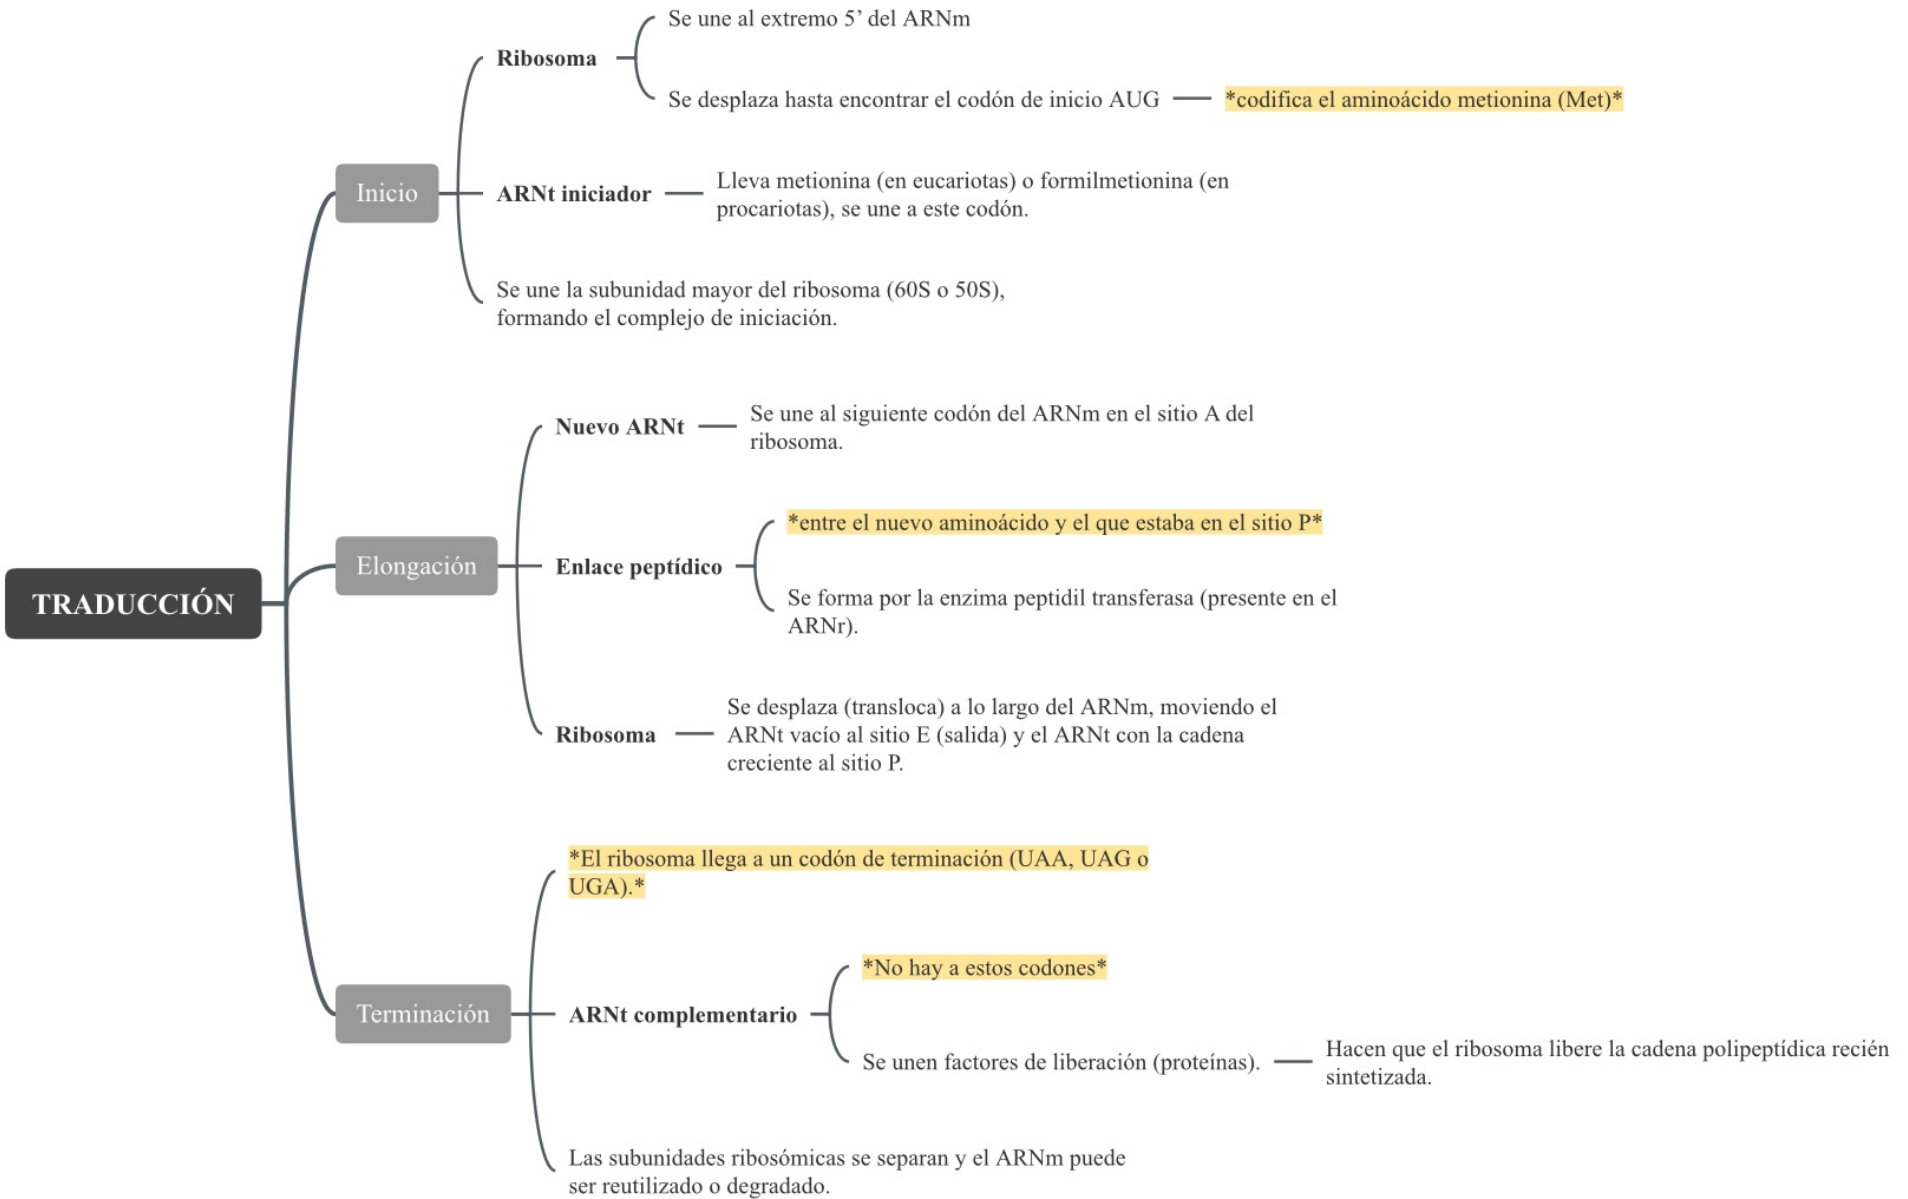 TRADUCCIÓN
Inicio
Ribosoma
Se une al extremo 5’ del ARNm
Se desplaza hasta encontrar el codón de inicio AUG
*codifica el aminoácido metionina (Met)*
ARNt iniciador
Lleva metionina (en eucariotas) o formilmetionina (en
procariotas), se une a este codón.
Se une la subunidad mayor del ribosoma (60S o 50S),
formando el complejo de iniciación.
Elongación
Nuevo ARNt
Se une al siguiente codón del ARNm en el sitio A del
ribosoma.
Enlace peptídico
*entre el nuevo aminoácido y el que estaba en el sitio P*
Se forma por la enzima peptidil transferasa (presente en el
ARNr).
Ribosoma
Se desplaza (transloca) a lo largo del ARNm, moviendo el
ARNt vacío al sitio E (salida) y el ARNt con la cadena
creciente al sitio P.
Terminación
*El ribosoma llega a un codón de terminación (UAA, UAG o
UGA).*
ARNt complementario
*No hay a estos codones*
Se unen factores de liberación (proteínas).
Hacen que el ribosoma libere la cadena polipeptídica recién
sintetizada.
Las subunidades ribosómicas se separan y el ARNm puede
ser reutilizado o degradado.